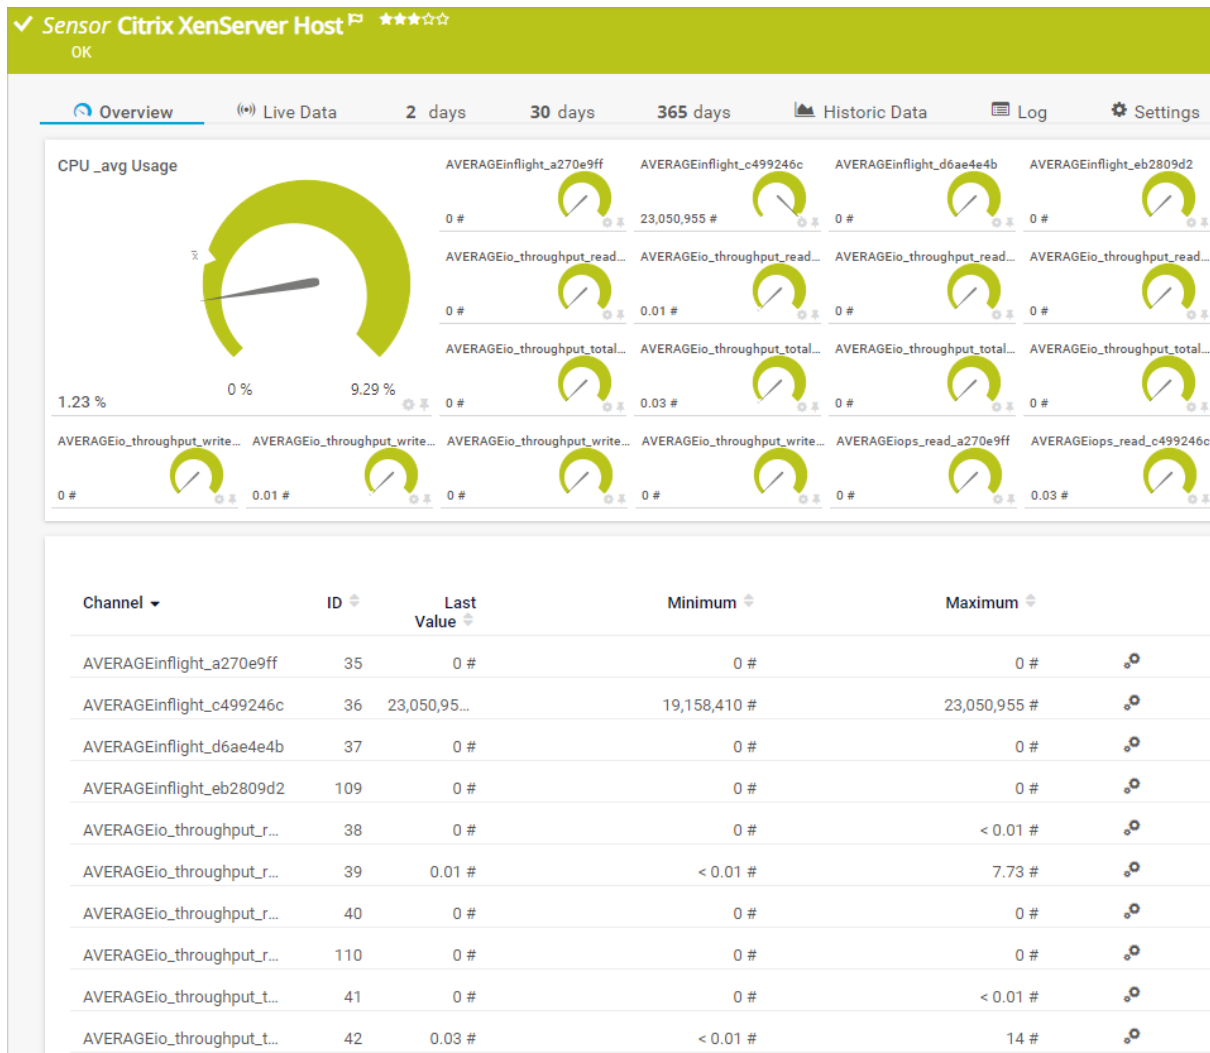 Sensor Citrix XenServer Host
OK
Overview Live Data 2 days 30 days 365 days Historic Data Log Settings
CPU _avg Usage
x̄
0 % 9.29 %
1.23 %
AVERAGEinflight_a270e9ff AVERAGEinflight_c499246c AVERAGEinflight_d6ae4e4b AVERAGEinflight_eb2809d2
0 # 23,050,955 # 0 # 0 #
AVERAGEio_throughput_read... AVERAGEio_throughput_read... AVERAGEio_throughput_read... AVERAGEio_throughput_read...
0 # 0.01 # 0 # 0 #
AVERAGEio_throughput_total... AVERAGEio_throughput_total... AVERAGEio_throughput_total... AVERAGEio_throughput_total...
0 # 0.03 # 0 # 0 #
AVERAGEio_throughput_write... AVERAGEio_throughput_write... AVERAGEio_throughput_write... AVERAGEio_throughput_write... AVERAGEiops_read_a270e9ff AVERAGEiops_read_c499246c
0 # 0.01 # 0 # 0 # 0 # 0.03 #
Channel ID Last Minimum Maximum
Value
AVERAGEinflight_a270e9ff 35 0 # 0 # 0 #
AVERAGEinflight_c499246c 36 23,050,95... 19,158,410 # 23,050,955 #
AVERAGEinflight_d6ae4e4b 37 0 # 0 # 0 #
AVERAGEinflight_eb2809d2 109 0 # 0 # 0 #
AVERAGEio_throughput_r... 38 0 # 0 # < 0.01 #
AVERAGEio_throughput_r... 39 0.01 # < 0.01 # 7.73 #
AVERAGEio_throughput_r... 40 0 # 0 # 0 #
AVERAGEio_throughput_r... 110 0 # 0 # 0 #
AVERAGEio_throughput_t... 41 0 # 0 # < 0.01 #
AVERAGEio_throughput_t... 42 0.03 # < 0.01 # 14 #